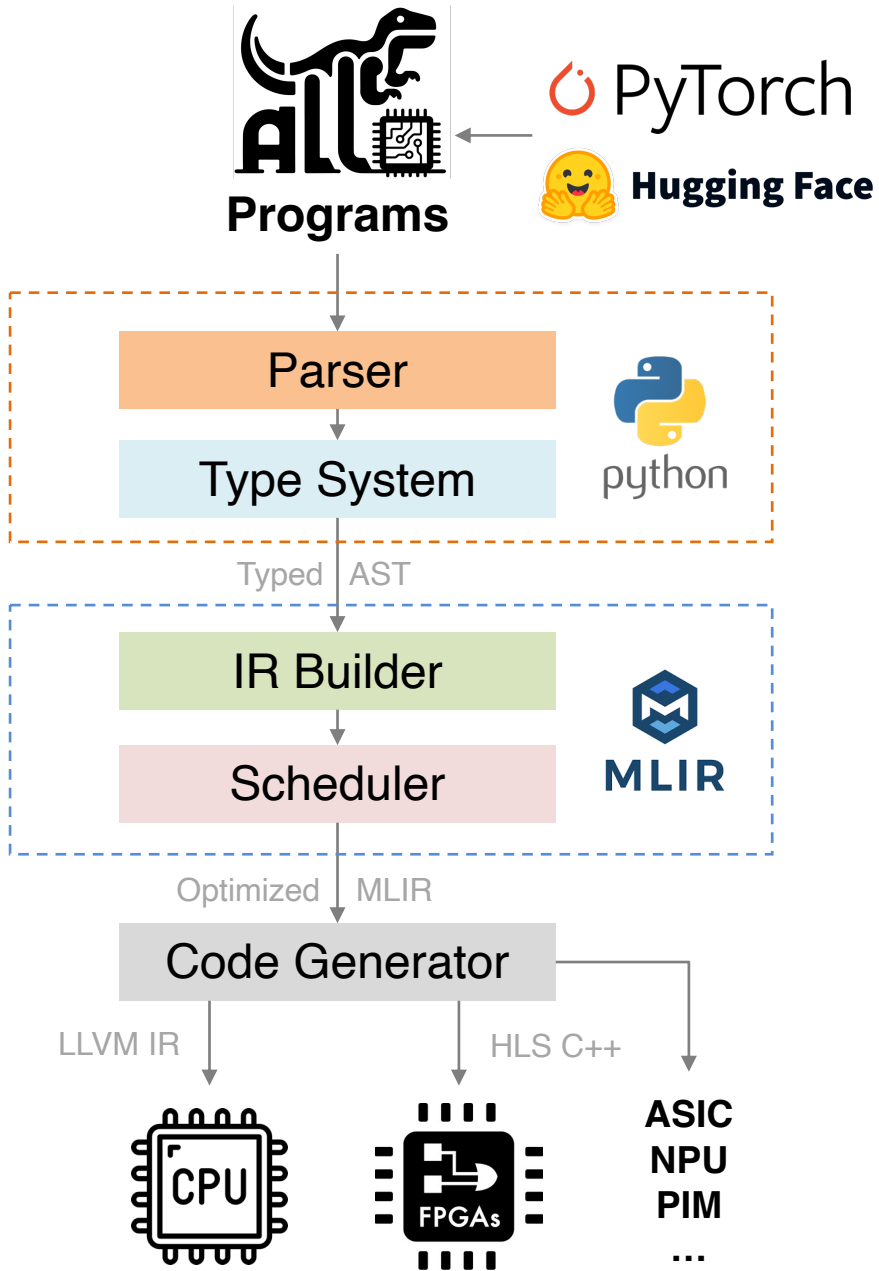 ALLO
PyTorch
Hugging Face
Programs
Parser
Type System
python
Typed AST
IR Builder
Scheduler
MLIR
Optimized MLIR
Code Generator
LLVM IR
HLS C++
CPU
FPGAs
ASIC
NPU
PIM
...